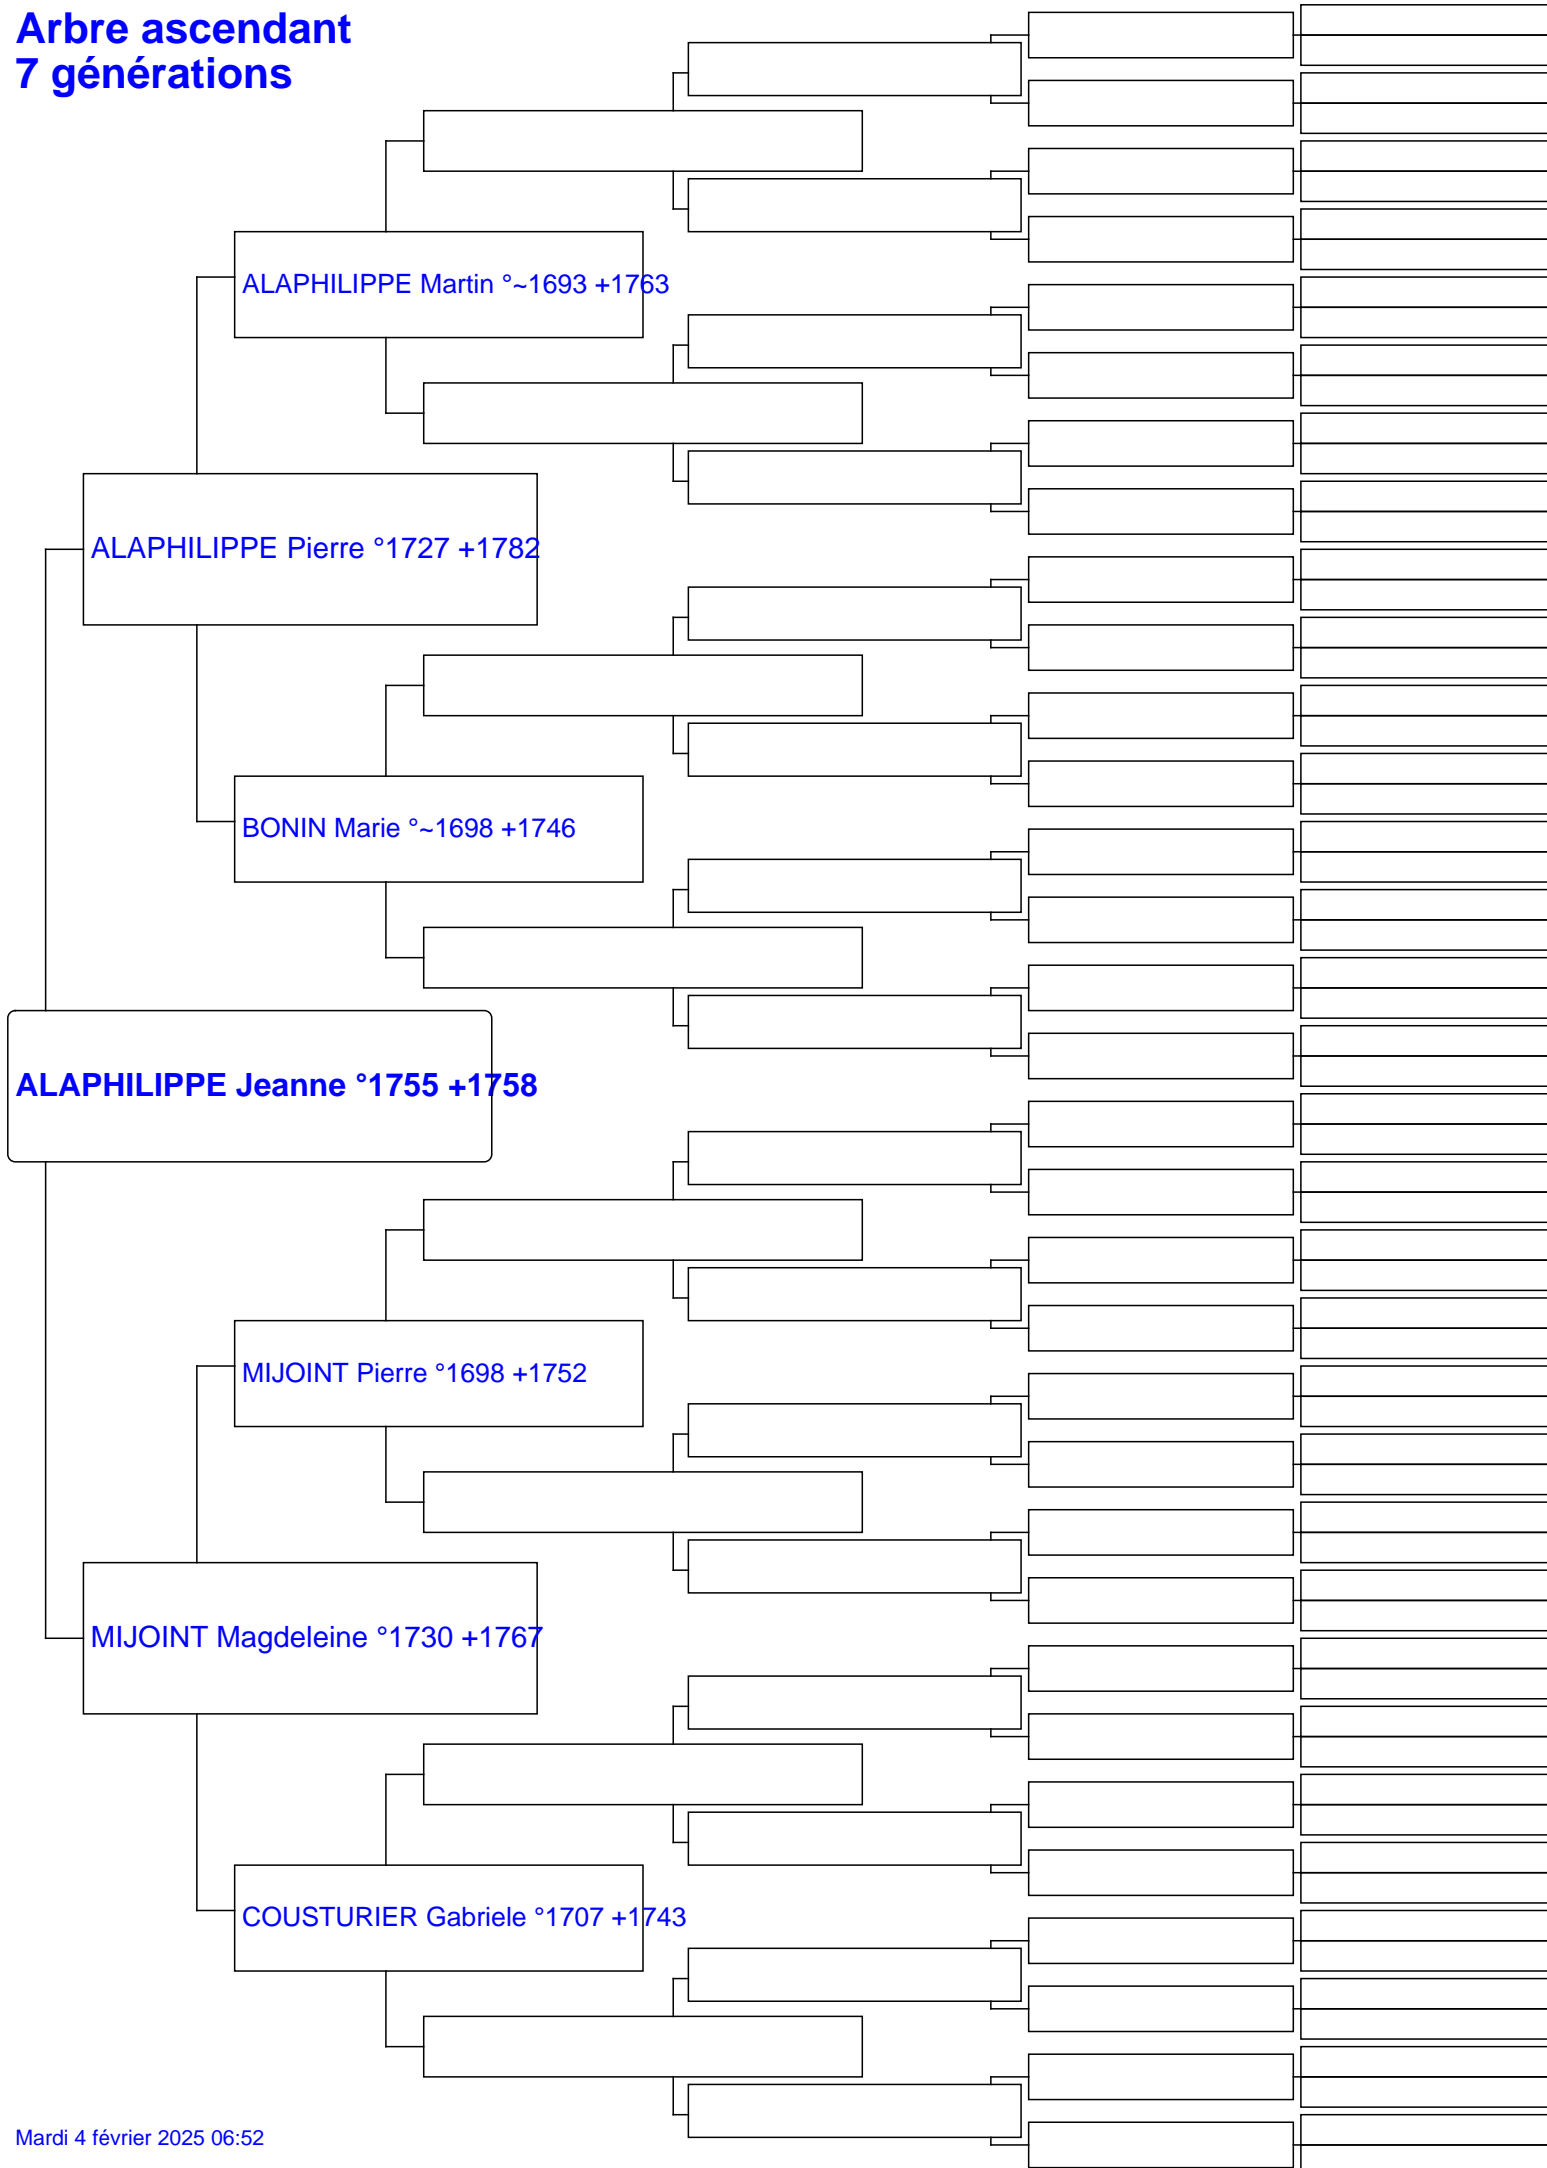 Arbre ascendant
7 générations
ALAPHILIPPE Martin °~1693 +1763
ALAPHILIPPE Pierre °1727 +1782
BONIN Marie °~1698 +1746
ALAPHILIPPE Jeanne °1755 +1758
MIJOINT Pierre °1698 +1752
MIJOINT Magdeleine °1730 +1767
COUSTURIER Gabriele °1707 +1743
Mardi 4 février 2025 06:52